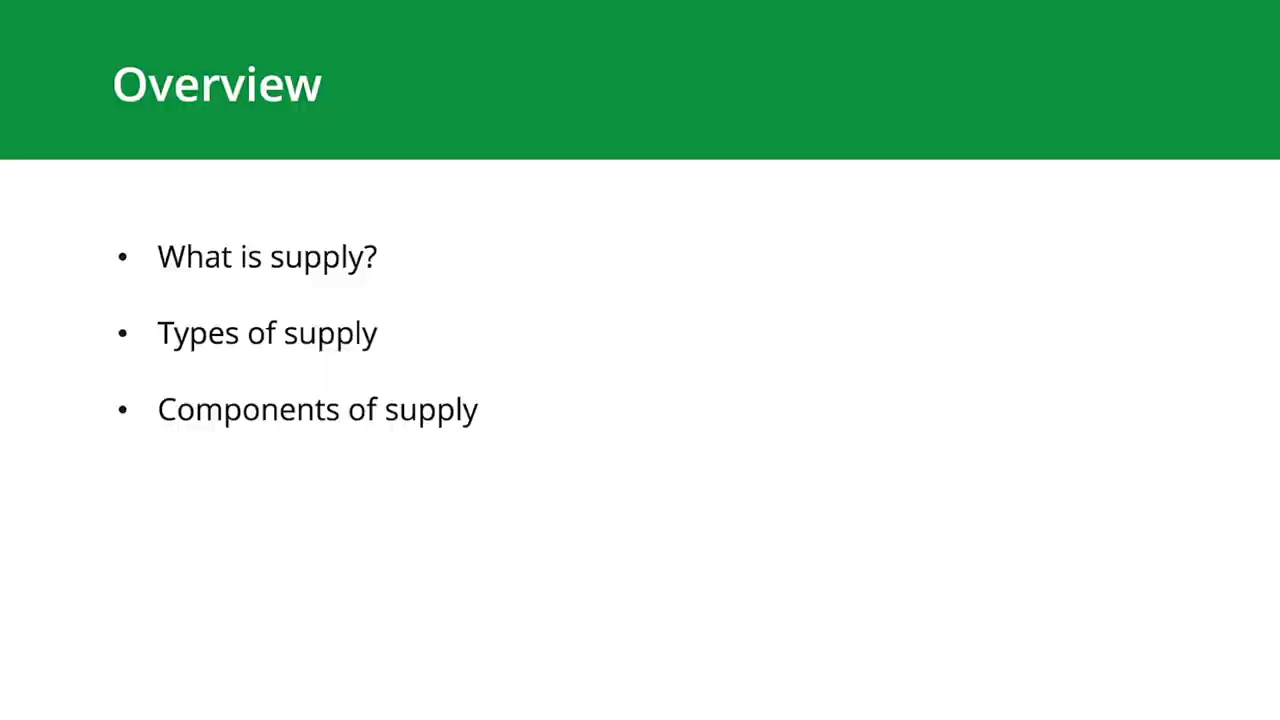 Overview
• What is supply?
• Types of supply
• Components of supply